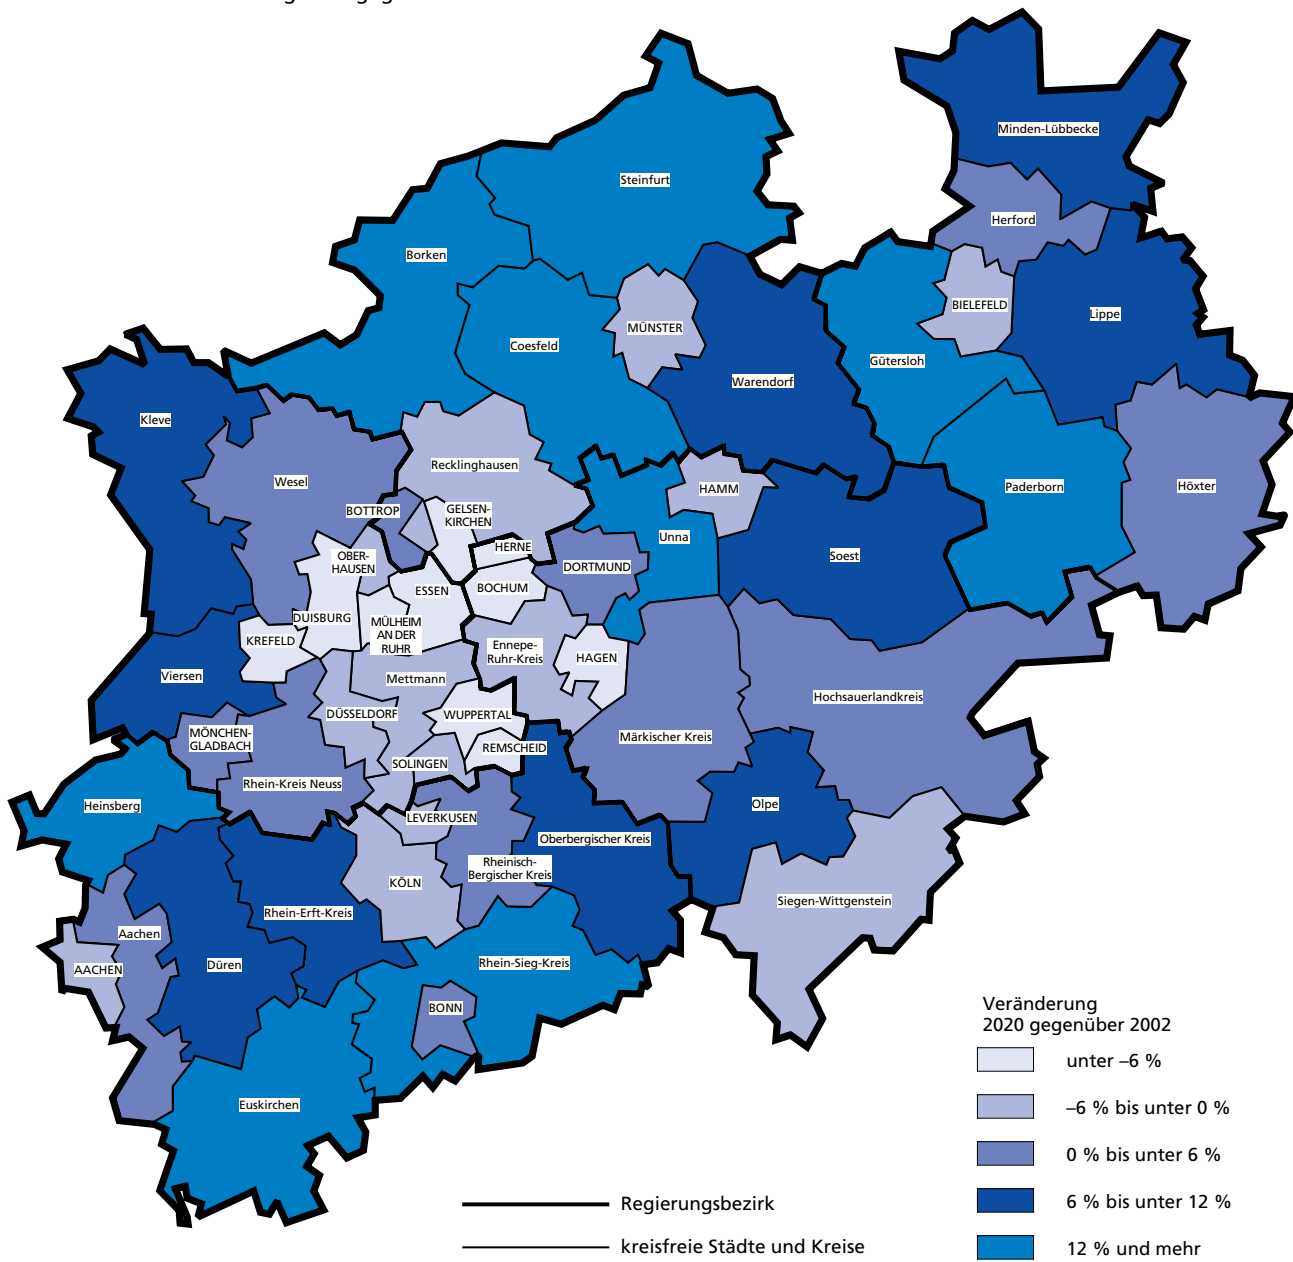 Minden-Lübbecke
Steinfurt
Herford
Borken
BIELEFELD
Lippe
MÜNSTER
Coesfeld
Gütersloh
Warendorf
Kleve
Recklinghausen
Wesel
HAMM
Paderborn
Höxter
BOTTROP
GELSEN-
KIRCHEN
Unna
HERNE
Soest
OBER-
HAUSEN
DORTMUND
ESSEN
BOCHUM
DUISBURG
MÜLHEIM
AN DER
RUHR
KREFELD
Ennepe-
Ruhr-Kreis
HAGEN
Viersen
Mettmann
Hochsauerlandkreis
DÜSSELDORF
WUPPERTAL
MÖNCHEN-
GLADBACH
Märkischer Kreis
REMSCHEID
SOLINGEN
Rhein-Kreis Neuss
Heinsberg
Olpe
LEVERKUSEN
Oberbergischer Kreis
Rheinisch-
Bergischer Kreis
KÖLN
Siegen-Wittgenstein
Rhein-Erft-Kreis
Aachen
Rhein-Sieg-Kreis
Düren
AACHEN
BONN
Euskirchen
Veränderung
2020 gegenüber 2002
unter –6 %
–6 % bis unter 0 %
0 % bis unter 6 %
6 % bis unter 12 %
12 % und mehr
Regierungsbezirk
kreisfreie Städte und Kreise